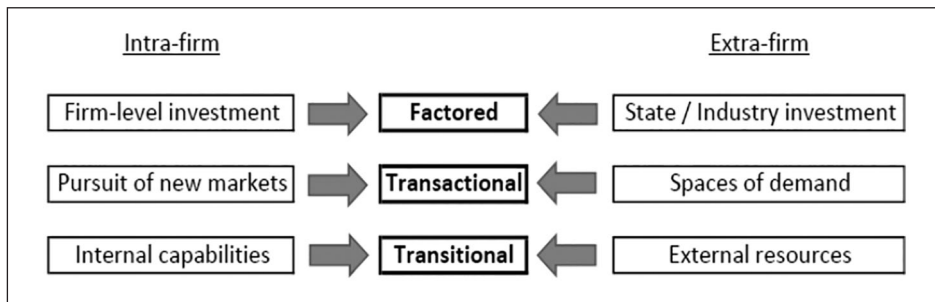 Intra-firm Extra-firm
Firm-level investment Factored State / Industry investment
Pursuit of new markets Transactional Spaces of demand
Internal capabilities Transitional External resources